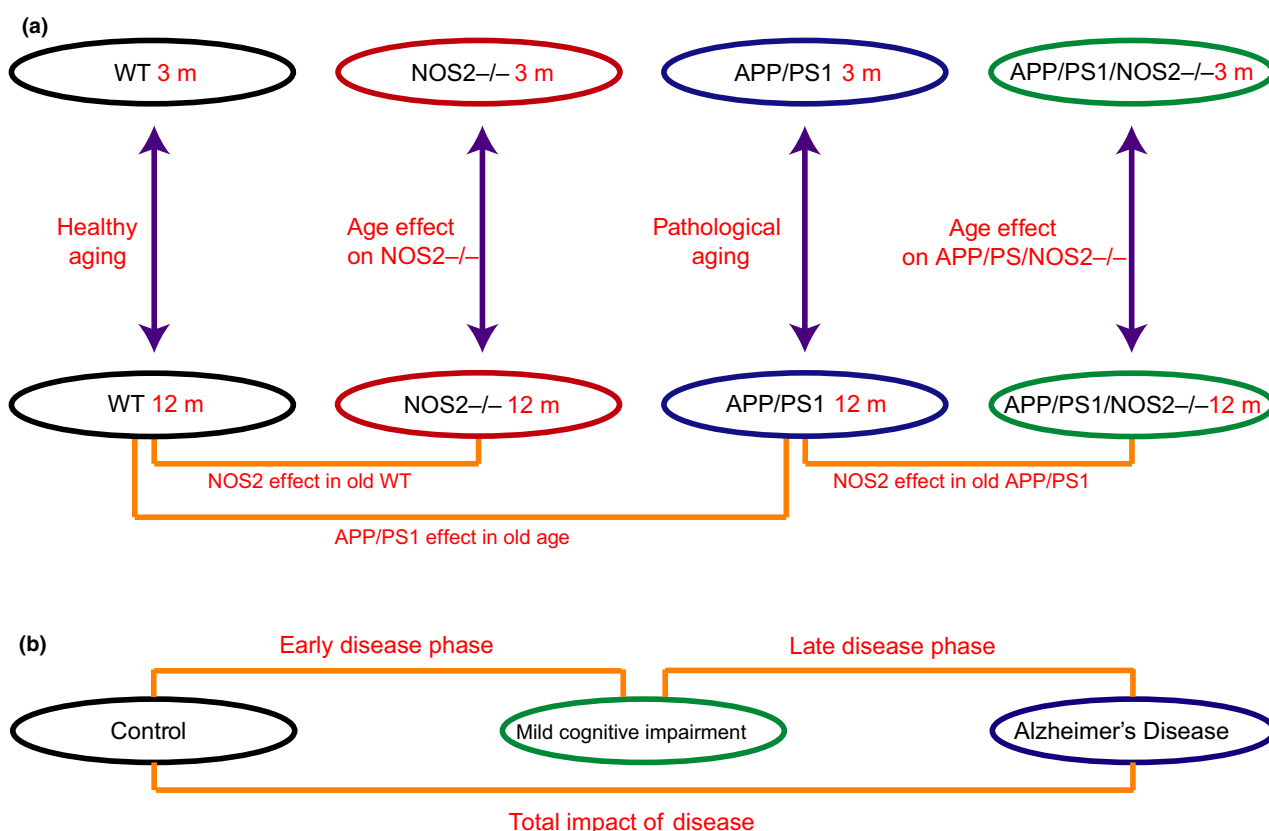 (a)
WT 3 m
NOS2–/– 3 m
APP/PS1 3 m
APP/PS1/NOS2–/–3 m
Healthy
aging
Age effect
on NOS2–/–
Pathological
aging
Age effect
on APP/PS/NOS2–/–
WT 12 m
NOS2–/– 12 m
APP/PS1 12 m
APP/PS1/NOS2–/–12 m
NOS2 effect in old WT
NOS2 effect in old APP/PS1
APP/PS1 effect in old age
(b)
Early disease phase
Late disease phase
Control
Mild cognitive impairment
Alzheimer's Disease
Total impact of disease